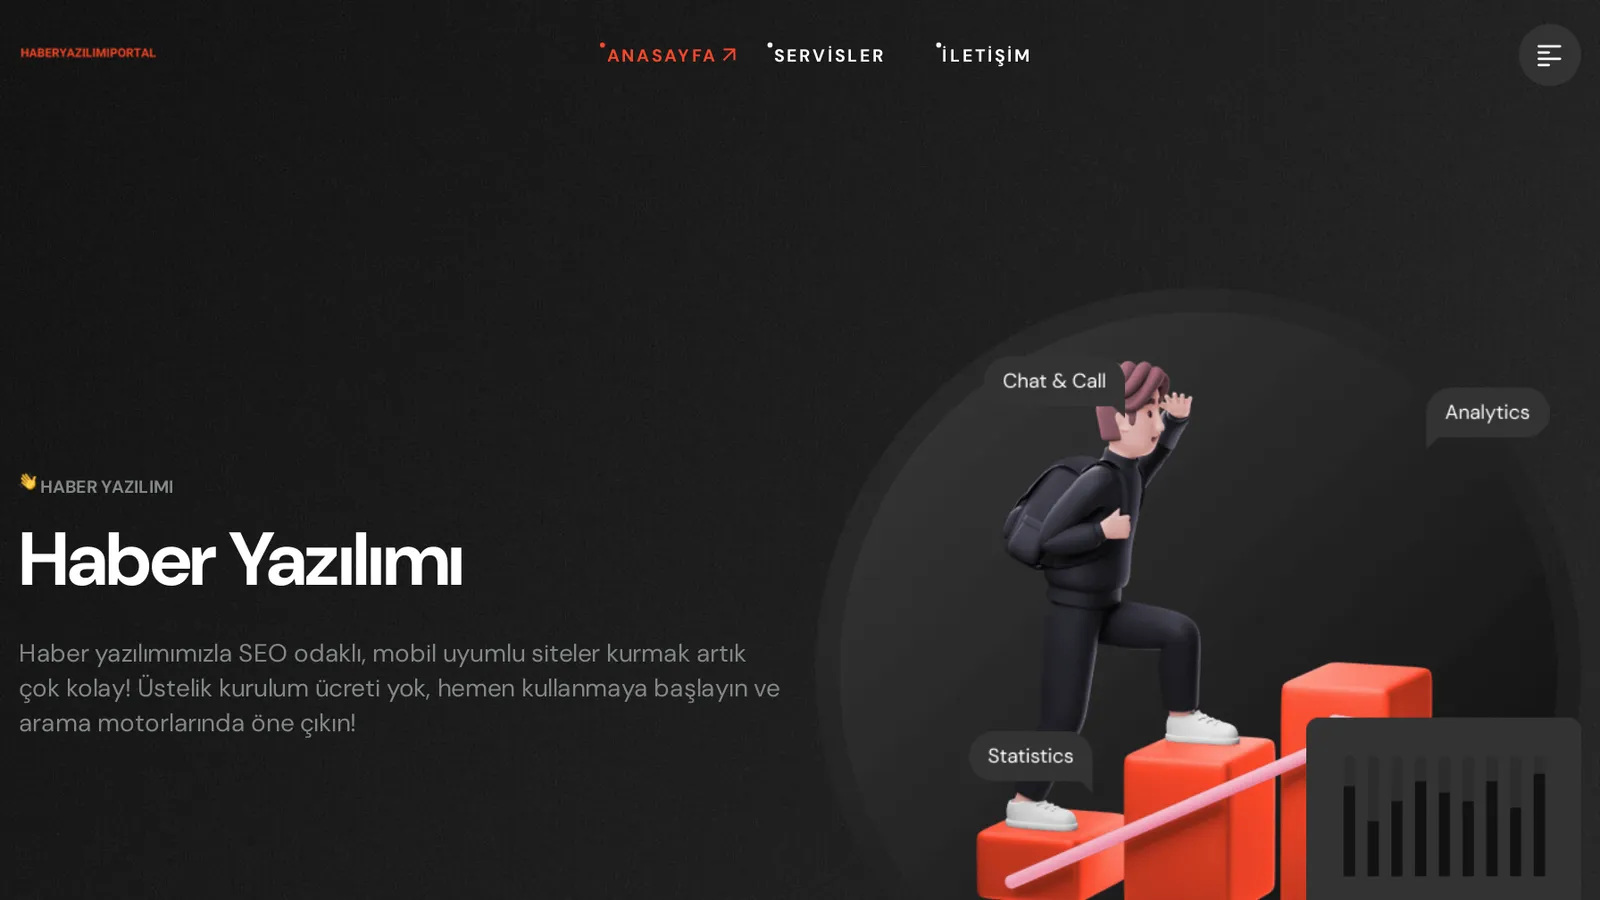 HABERYAZILIMIPORTAL
ANASAYFA
SERVİSLER
İLETİŞİM
Chat & Call
Analytics
HABER YAZILIMI
Haber Yazılımı
Haber yazılımımızla SEO odaklı, mobil uyumlu siteler kurmak artık
çok kolay! Üstelik kurulum ücreti yok, hemen kullanmaya başlayın ve
arama motorlarında öne çıkın!
Statistics